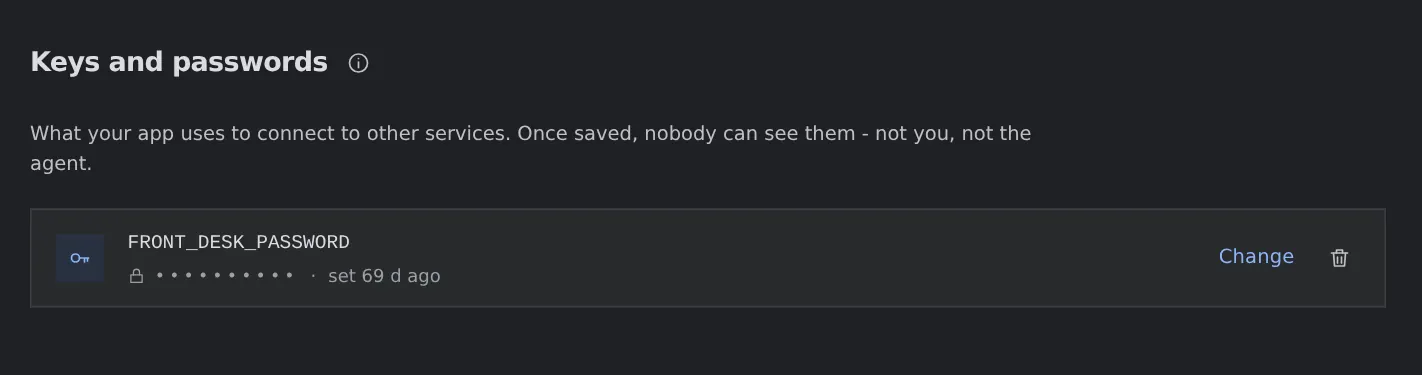 Keys and passwords
What your app uses to connect to other services. Once saved, nobody can see them - not you, not the
agent.
FRONT_DESK_PASSWORD
•••••••••• · set 69 d ago
Change